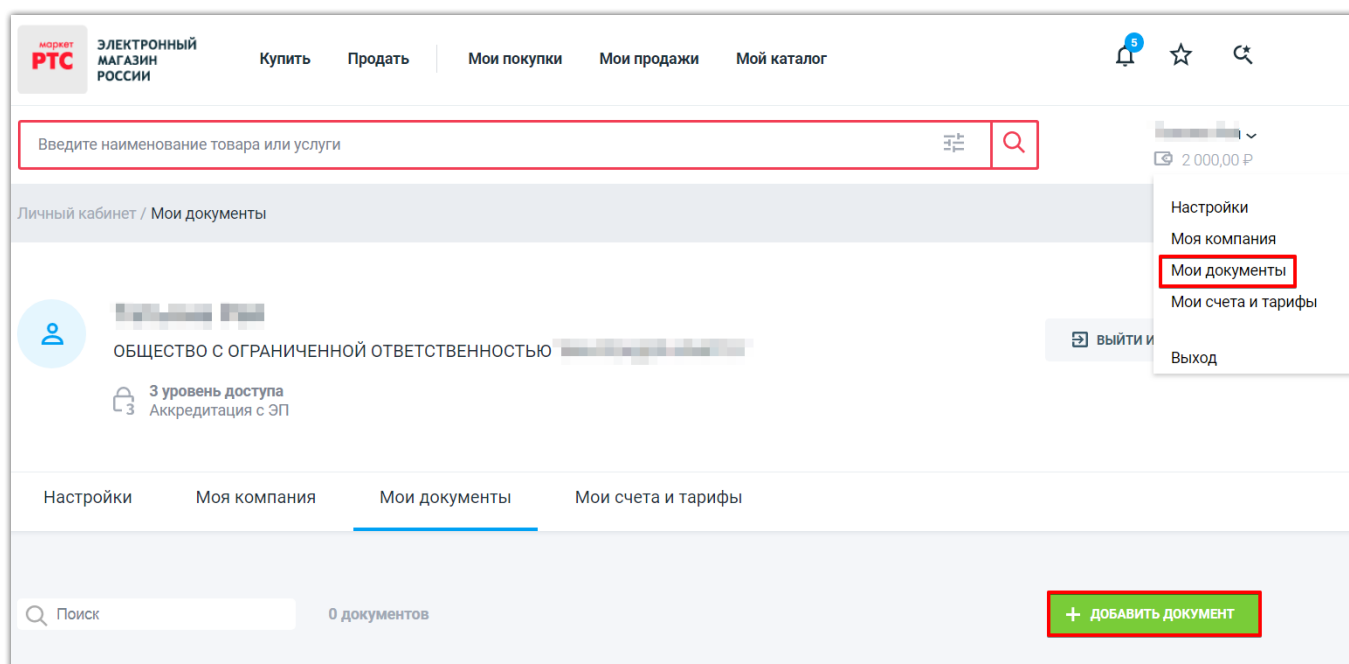 маркет
РТС
ЭЛЕКТРОННЫЙ
МАГАЗИН
РОССИИ
Купить
Продать
Мои покупки
Мои продажи
Мой каталог
5
Введите наименование товара или услуги
2 000,00 ₽
Личный кабинет / Мои документы
Настройки
Моя компания
Мои документы
Мои счета и тарифы
Выход
ОБЩЕСТВО С ОГРАНИЧЕННОЙ ОТВЕТСТВЕННОСТЬЮ
ВЫЙТИ И
3
3 уровень доступа
Аккредитация с ЭП
Настройки
Моя компания
Мои документы
Мои счета и тарифы
Поиск
0 документов
+ ДОБАВИТЬ ДОКУМЕНТ